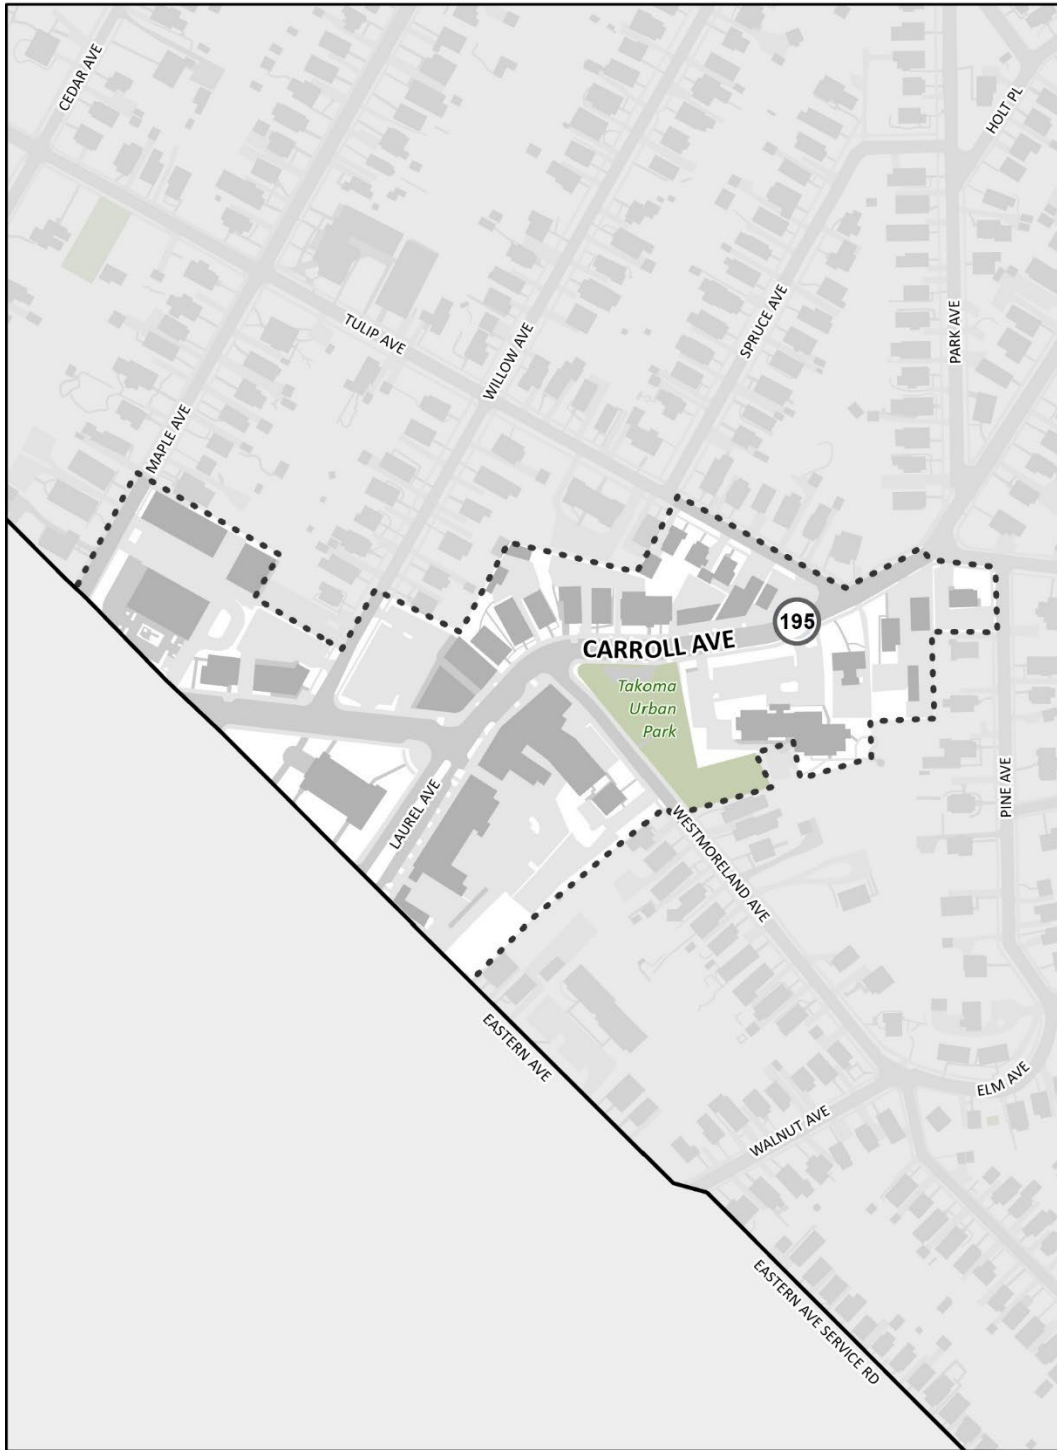 CEDAR AVE
HOLT PL
TULIP AVE
WILLOW AVE
SPRUCE AVE
PARK AVE
MAPLE AVE
195
CARROLL AVE
Takoma
Urban
Park
LAUREL AVE
PINE AVE
WESTMORELAND AVE
EASTERN AVE
ELM AVE
WALNUT AVE
EASTERN AVE SERVICE RD